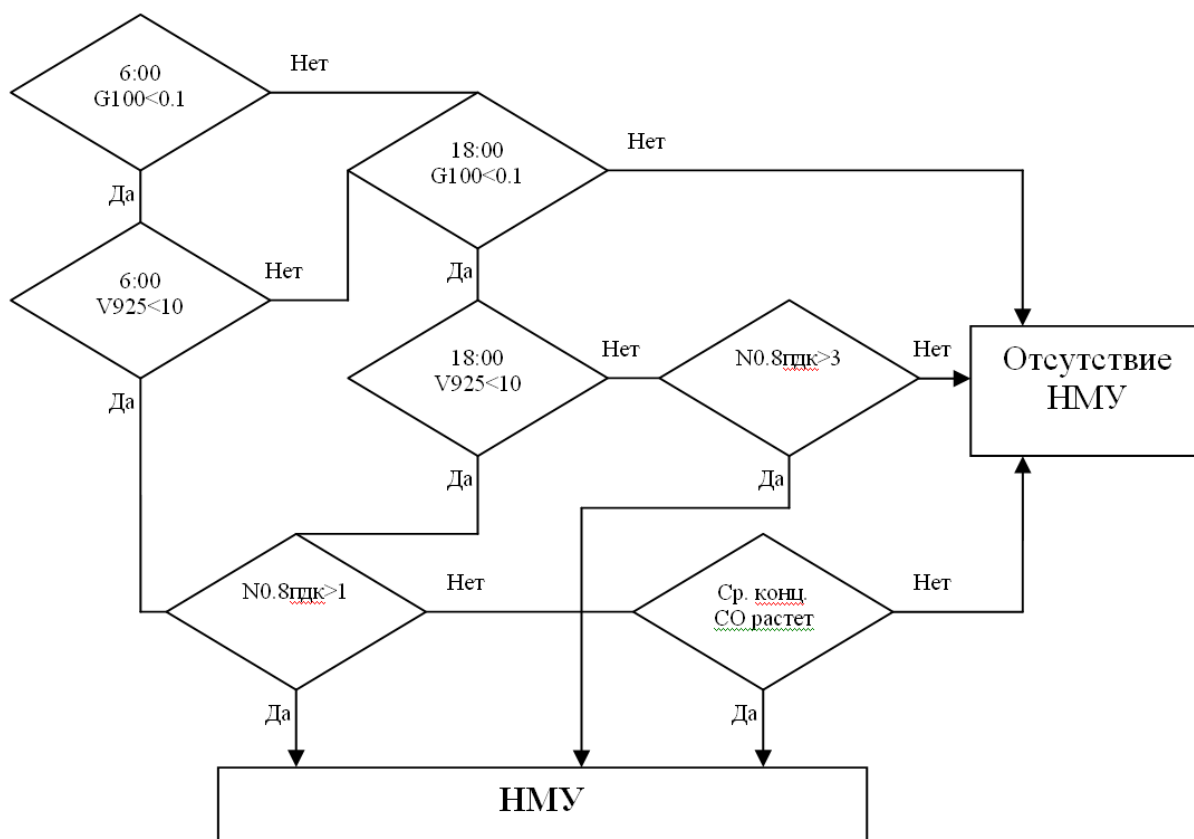 6:00
G100<0.1
Нет
18:00
G100<0.1
Нет
Да
6:00
V925<10
Нет
Да
18:00
V925<10
Нет
N0.8пдк>3
Нет
Отсутствие
НМУ
Да
Да
Да
N0.8пдк>1
Нет
Ср. конц.
СО растет
Нет
Да
Да
НМУ